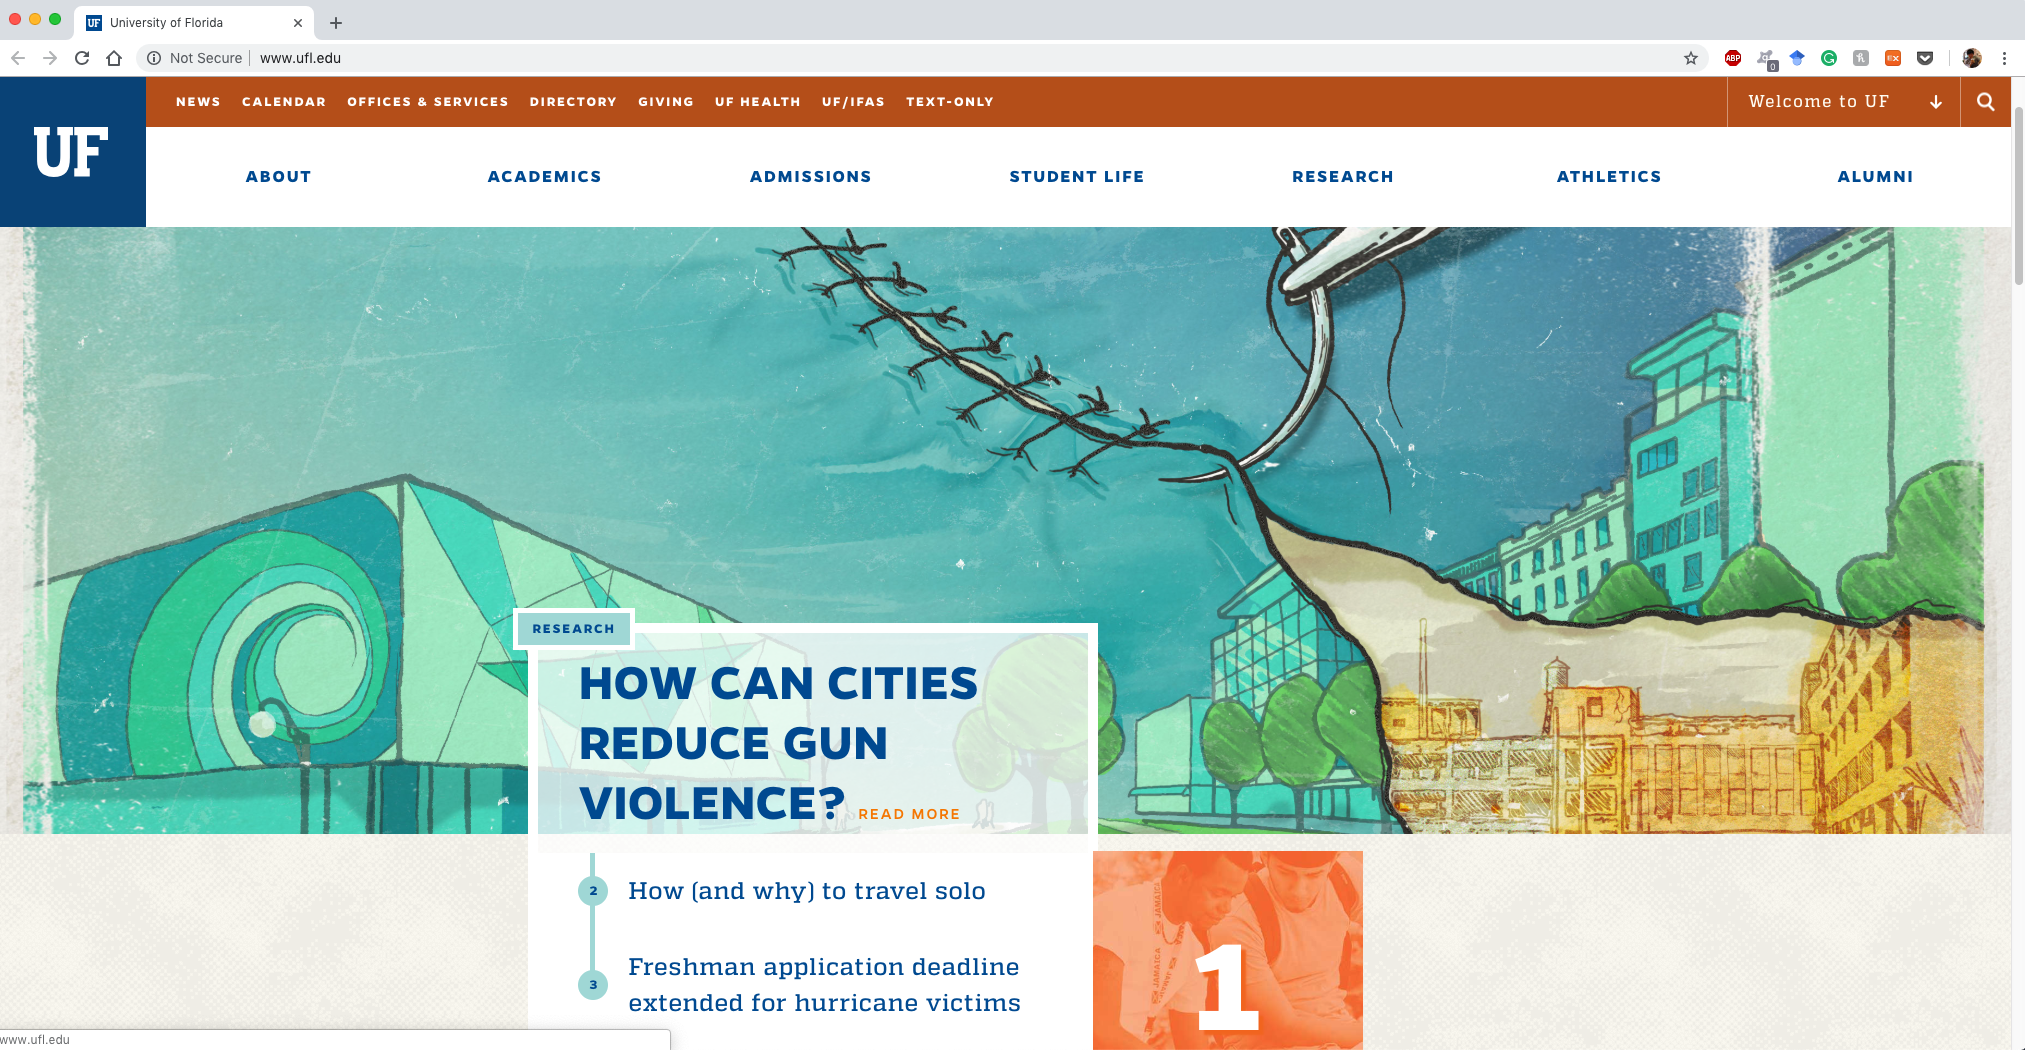 UF University of Florida
Not Secure www.ufl.edu
ABP 0 EX
NEWS CALENDAR OFFICES & SERVICES DIRECTORY GIVING UF HEALTH UF/IFAS TEXT-ONLY Welcome to UF
UF
ABOUT ACADEMICS ADMISSIONS STUDENT LIFE RESEARCH ATHLETICS ALUMNI
RESEARCH
HOW CAN CITIES
REDUCE GUN
VIOLENCE? READ MORE
2 How (and why) to travel solo
3 Freshman application deadline
extended for hurricane victims
JAMAICA
JAMAICA
1
www.ufl.edu